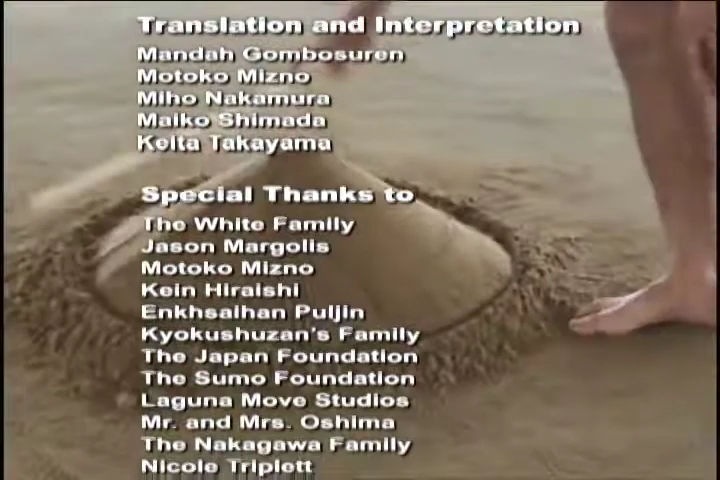 Translation and Interpretation
Mandah Gombosuren
Motoko Mizno
Miho Nakamura
Maiko Shimada
Keita Takayama
Special Thanks to
The White Family
Jason Margolis
Motoko Mizno
Kein Hiraishi
Enkhsaihan Puljin
Kyokushuzan's Family
The Japan Foundation
The Sumo Foundation
Laguna Move Studios
Mr. and Mrs. Oshima
The Nakagawa Family
Nicole Triplett